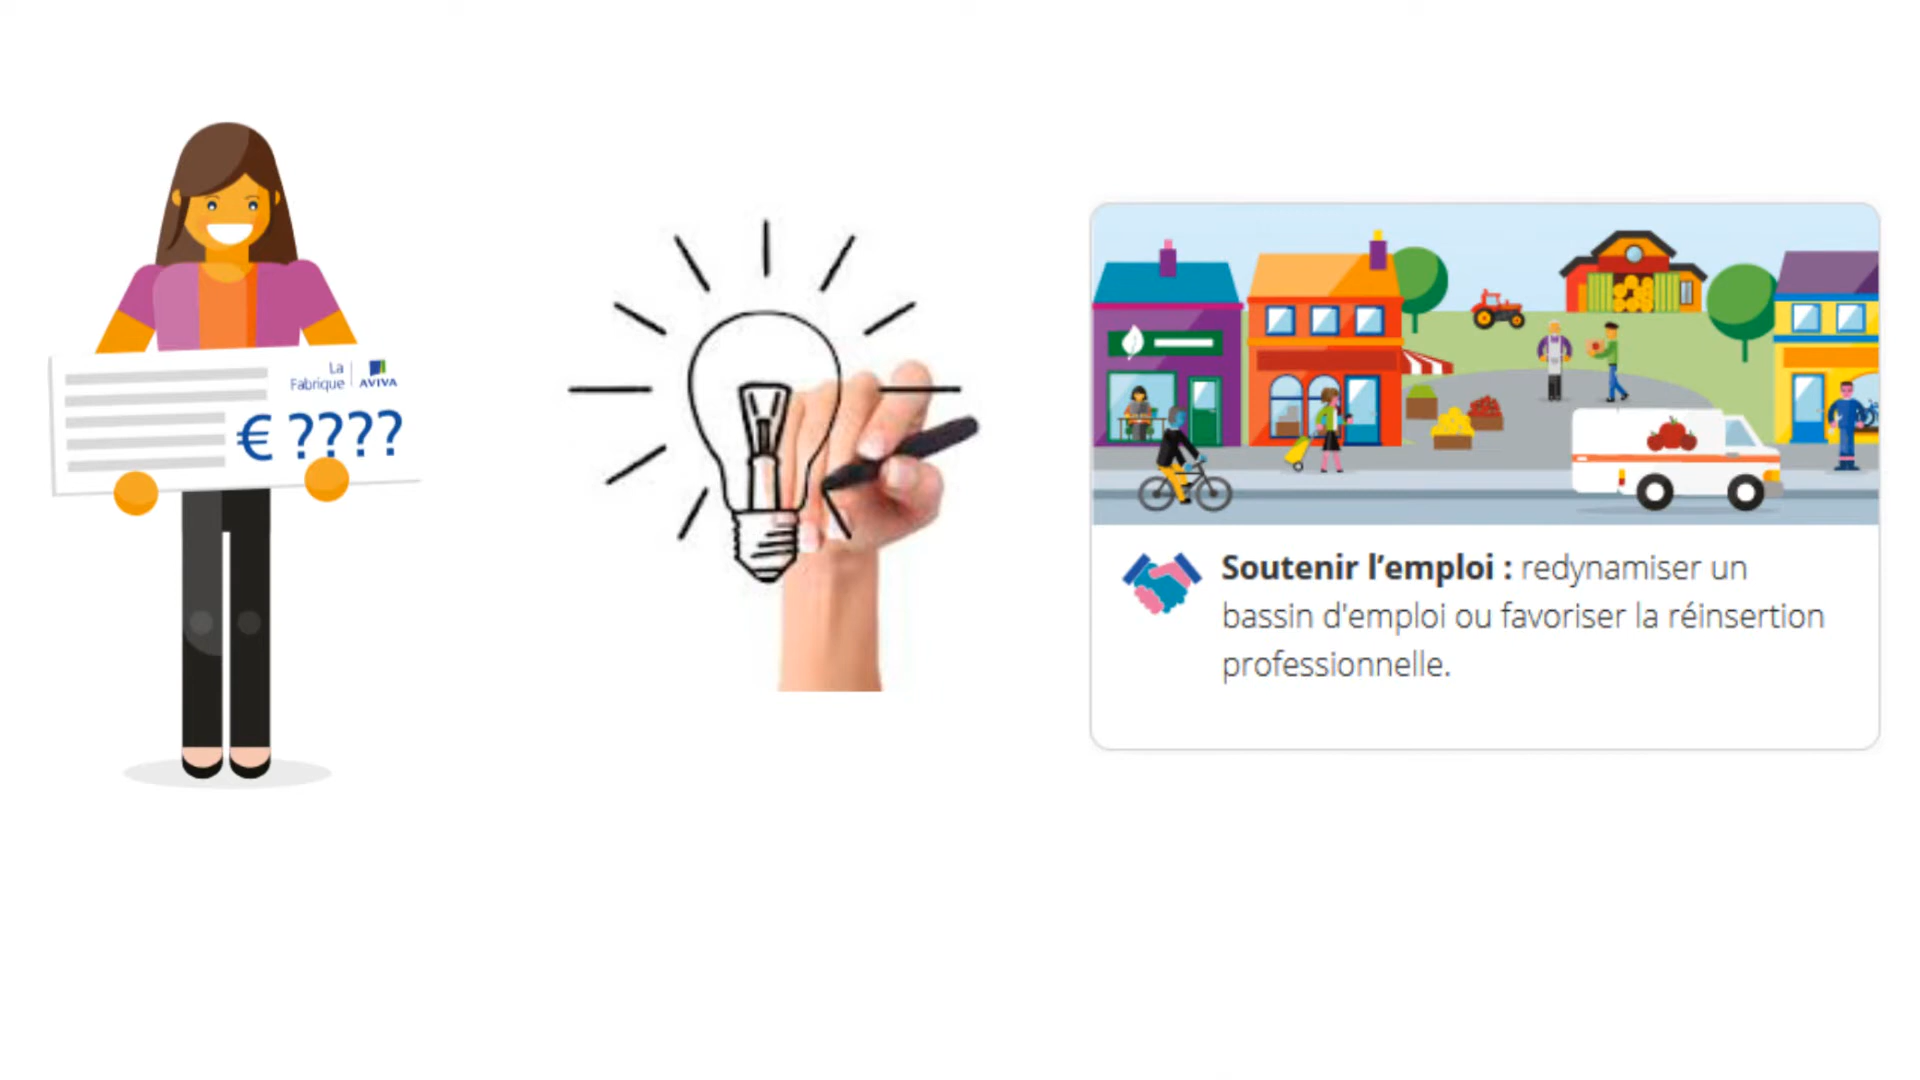 La
Fabrique
AVIVA
€ ????
Soutenir l’emploi : redynamiser un
bassin d'emploi ou favoriser la réinsertion
professionnelle.